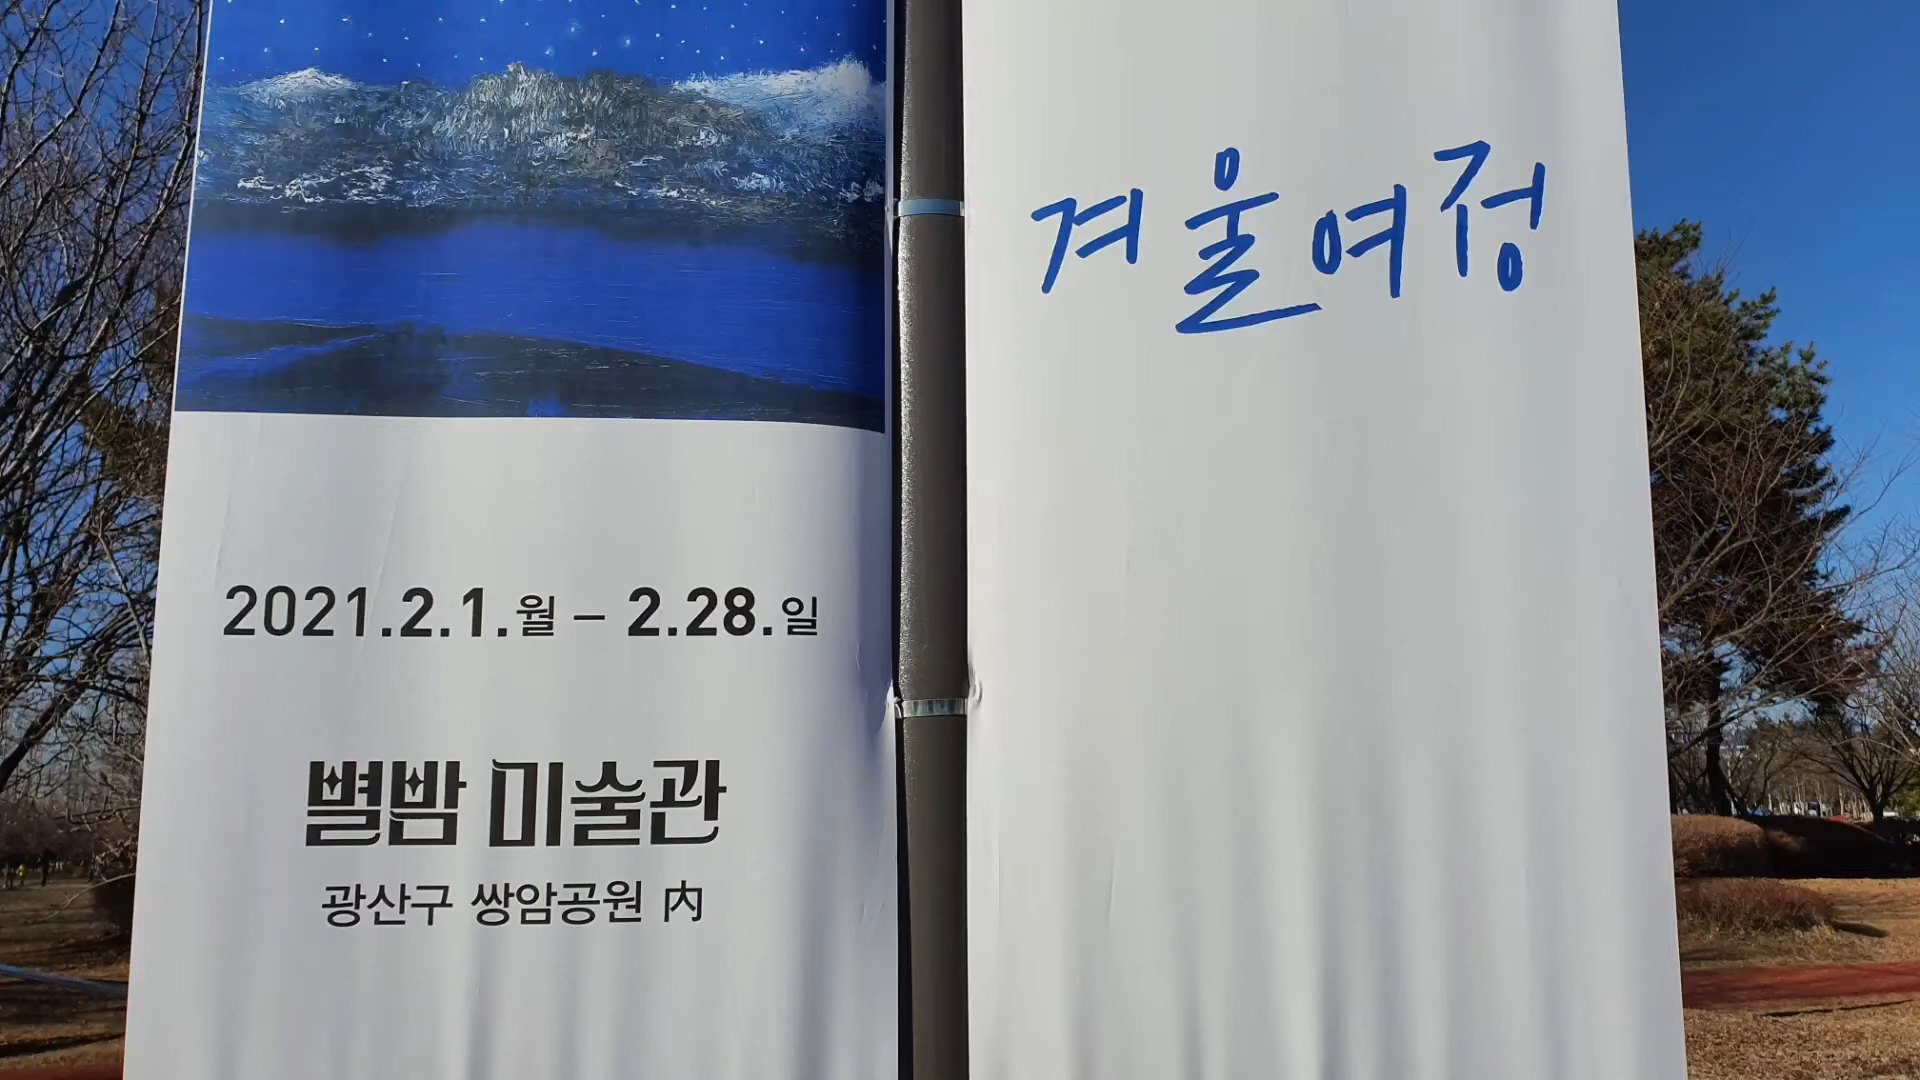 2021.2.1.월 – 2.28.일
별밤 미술관
광산구 쌍암공원 内
겨울여정